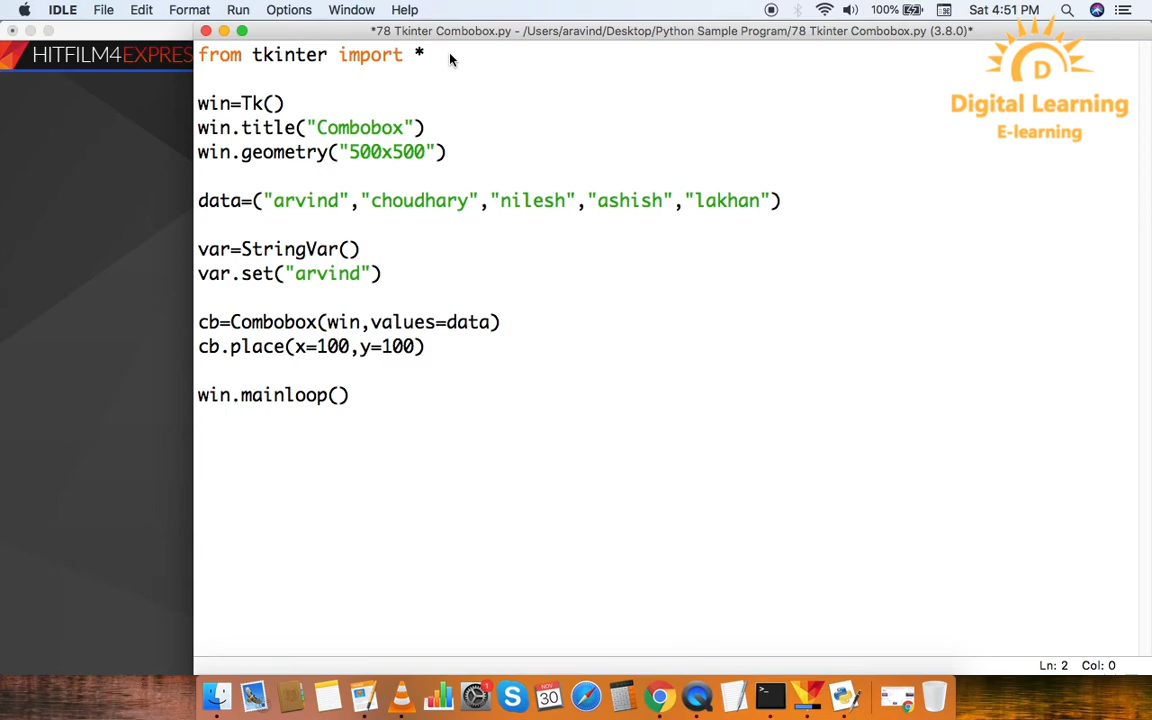 IDLE File Edit Format Run Options Window Help 100% Sat 4:51 PM
*78 Tkinter Combobox.py - /Users/aravind/Desktop/Python Sample Program/78 Tkinter Combobox.py (3.8.0)*
HITFILM4EXPRES
from tkinter import *
D
Digital Learning
E-learning
win=Tk()
win.title("Combobox")
win.geometry("500x500")
data=("arvind","choudhary","nilesh","ashish","lakhan")
var=StringVar()
var.set("arvind")
cb=Combobox(win,values=data)
cb.place(x=100,y=100)
win.mainloop()
Ln: 2 Col: 0
NOV
30
1